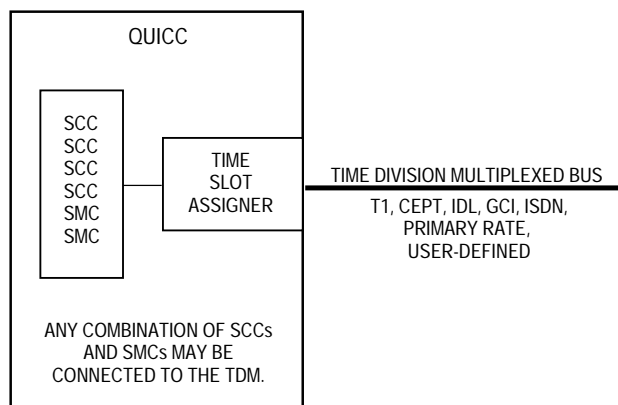 QUICC
SCC
SCC
SCC
SCC
SMC
SMC
TIME
SLOT
ASSIGNER
TIME DIVISION MULTIPLEXED BUS
T1, CEPT, IDL, GCI, ISDN,
PRIMARY RATE,
USER-DEFINED
ANY COMBINATION OF SCCs
AND SMCs MAY BE
CONNECTED TO THE TDM.